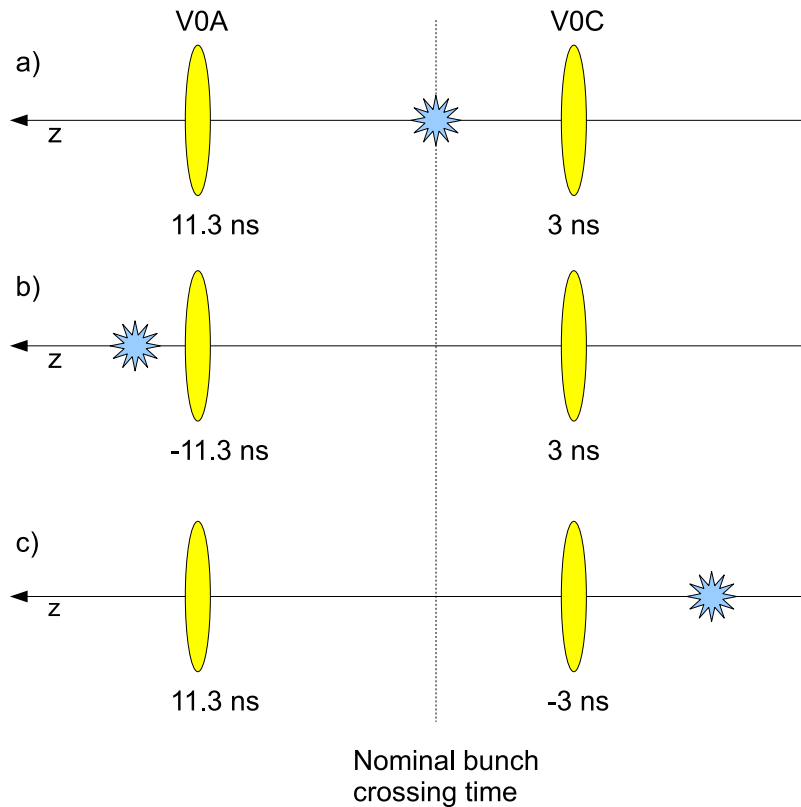 V0A V0C
a)
z
11.3 ns 3 ns
b)
z
-11.3 ns 3 ns
c)
z
11.3 ns -3 ns
Nominal bunch
crossing time